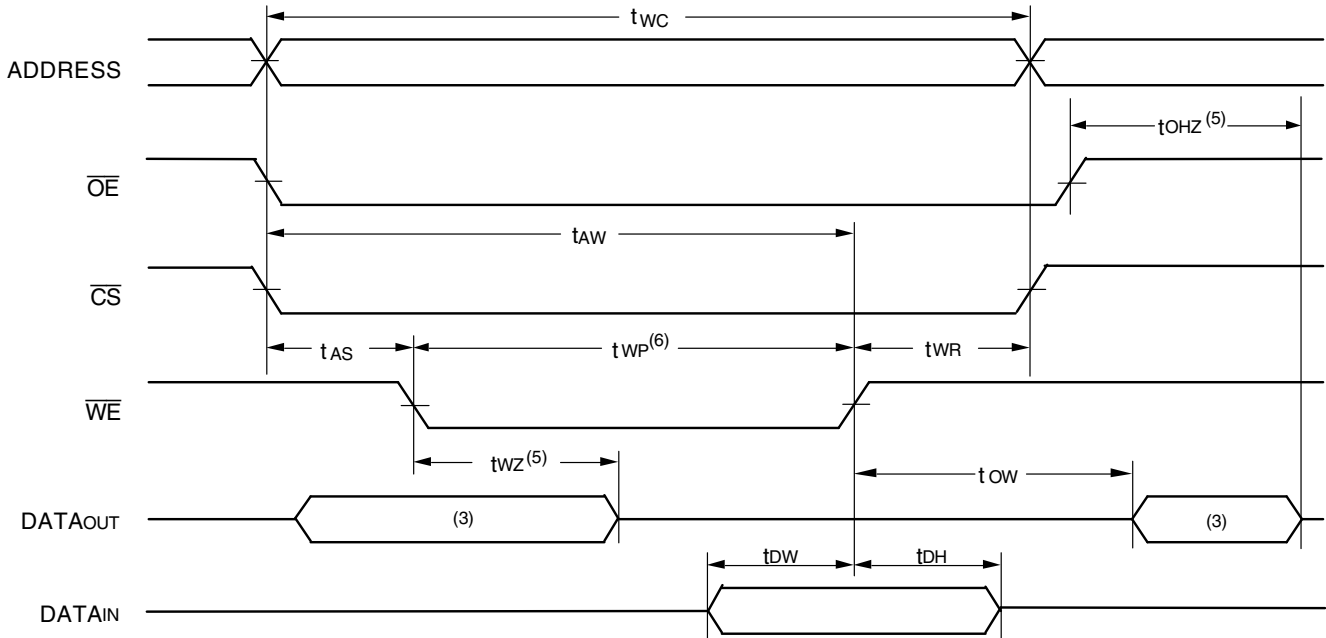 tWC
ADDRESS
tOHZ(5)
OE
tAW
CS
tAS
tWP(6)
tWR
WE
tWZ(5)
tOW
DATAOUT
(3)
(3)
tDW
tDH
DATAIN